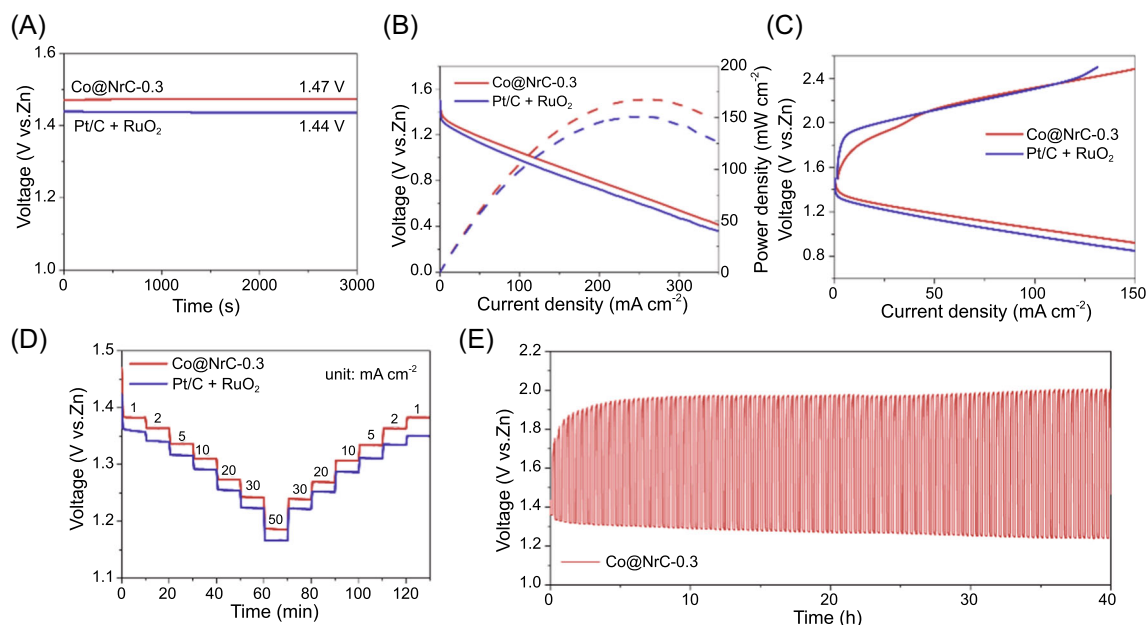 (A)
1.6
1.4
1.2
1.0
Voltage (V vs.Zn)
Co@NrC-0.3
1.47 V
Pt/C + RuO₂
1.44 V
0
1000
2000
3000
Time (s)
(B)
1.8
1.5
1.2
0.8
0.4
0.0
Voltage (V vs.Zn)
Co@NrC-0.3
Pt/C + RuO₂
200
150
100
50
0
Power density (mW cm⁻²)
0
100
200
300
Current density (mA cm⁻²)
(C)
2.4
2.0
1.6
1.2
0.8
Voltage (V vs.Zn)
Co@NrC-0.3
Pt/C + RuO₂
0
50
100
150
Current density (mA cm⁻²)
(D)
1.5
1.4
1.3
1.2
1.1
Voltage (V vs.Zn)
Co@NrC-0.3
Pt/C + RuO₂
unit: mA cm⁻²
1
2
5
10
20
30
50
30
20
10
5
2
1
0
20
40
60
80
100
120
Time (min)
(E)
2.2
2.0
1.8
1.6
1.4
1.2
1.0
Voltage (V vs.Zn)
Co@NrC-0.3
0
10
20
30
40
Time (h)